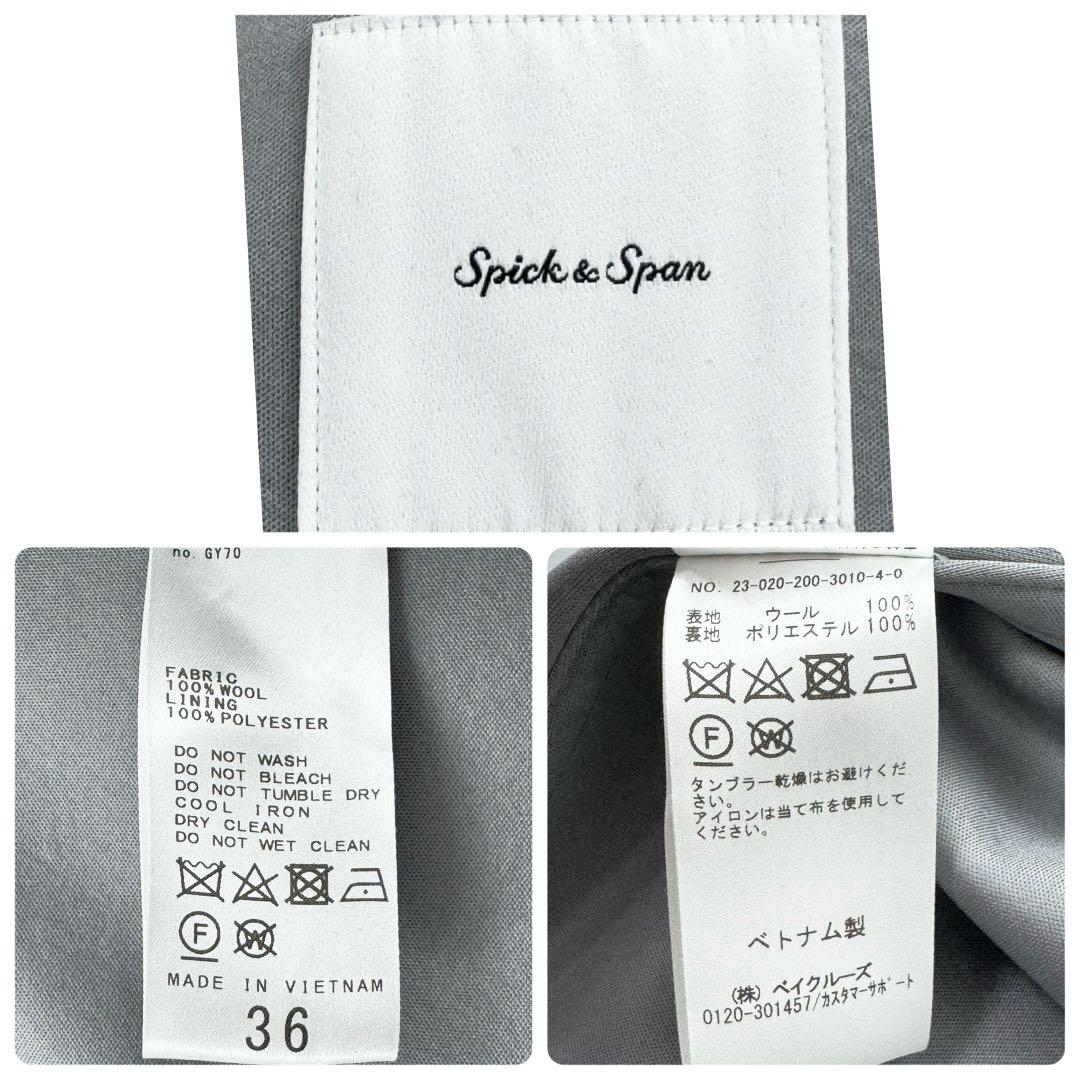 Spick & Span
no. GY70
FABRIC
100% WOOL
LINING
100% POLYESTER
DO NOT WASH
DO NOT BLEACH
DO NOT TUMBLE DRY
COOL IRON
DRY CLEAN
DO NOT WET CLEAN
F
W
MADE IN VIETNAM
36
NO. 23-020-200-3010-4-0
表地 ウール 100%
裏地 ポリエステル 100%
F
W
タンブラー乾燥はお避けくだ
さい。
アイロンは当て布を使用して
ください。
ベトナム製
(株) ベイクルーズ
0120-301457/カスタマーサポート